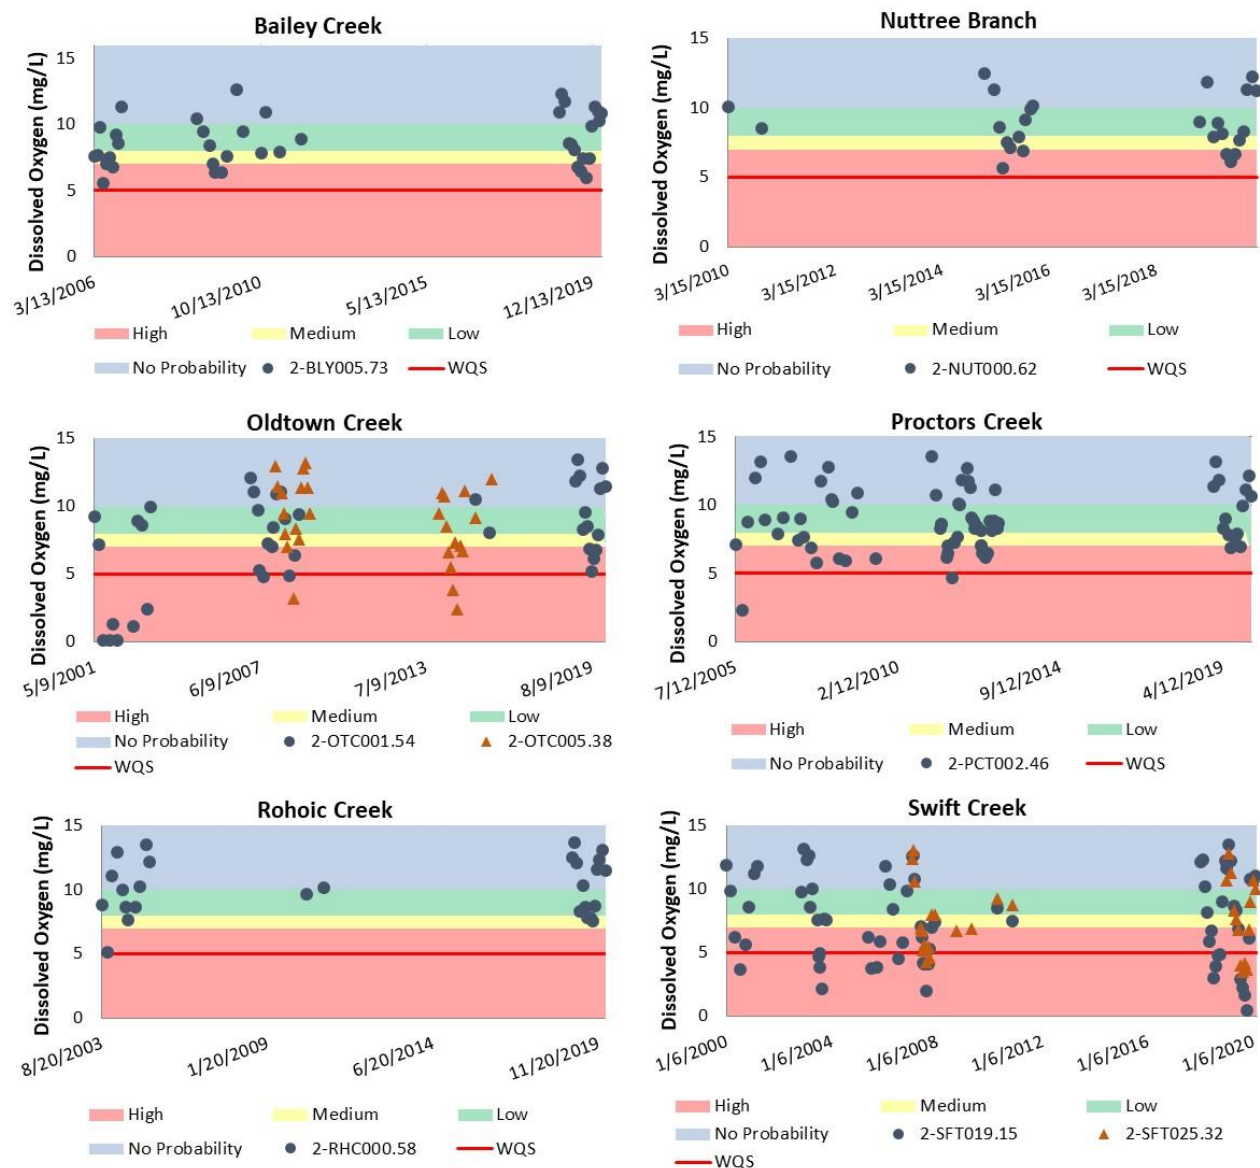 Bailey Creek
Dissolved Oxygen (mg/L)
15
10
5
0
3/13/2006
10/13/2010
5/13/2015
12/13/2019
High
Medium
Low
No Probability
2-BLY005.73
WQS
Nuttree Branch
Dissolved Oxygen (mg/L)
15
10
5
0
3/15/2010
3/15/2012
3/15/2014
3/15/2016
3/15/2018
High
Medium
Low
No Probability
2-NUT000.62
WQS
Oldtown Creek
Dissolved Oxygen (mg/L)
15
10
5
0
5/9/2001
6/9/2007
7/9/2013
8/9/2019
High
Medium
Low
No Probability
2-OTC001.54
2-OTC005.38
WQS
Proctors Creek
Dissolved Oxygen (mg/L)
15
10
5
0
7/12/2005
2/12/2010
9/12/2014
4/12/2019
High
Medium
Low
No Probability
2-PCT002.46
WQS
Rohoic Creek
Dissolved Oxygen (mg/L)
15
10
5
0
8/20/2003
1/20/2009
6/20/2014
11/20/2019
High
Medium
Low
No Probability
2-RHC000.58
WQS
Swift Creek
Dissolved Oxygen (mg/L)
15
10
5
0
1/6/2000
1/6/2004
1/6/2008
1/6/2012
1/6/2016
1/6/2020
High
Medium
Low
No Probability
2-SFT019.15
2-SFT025.32
WQS